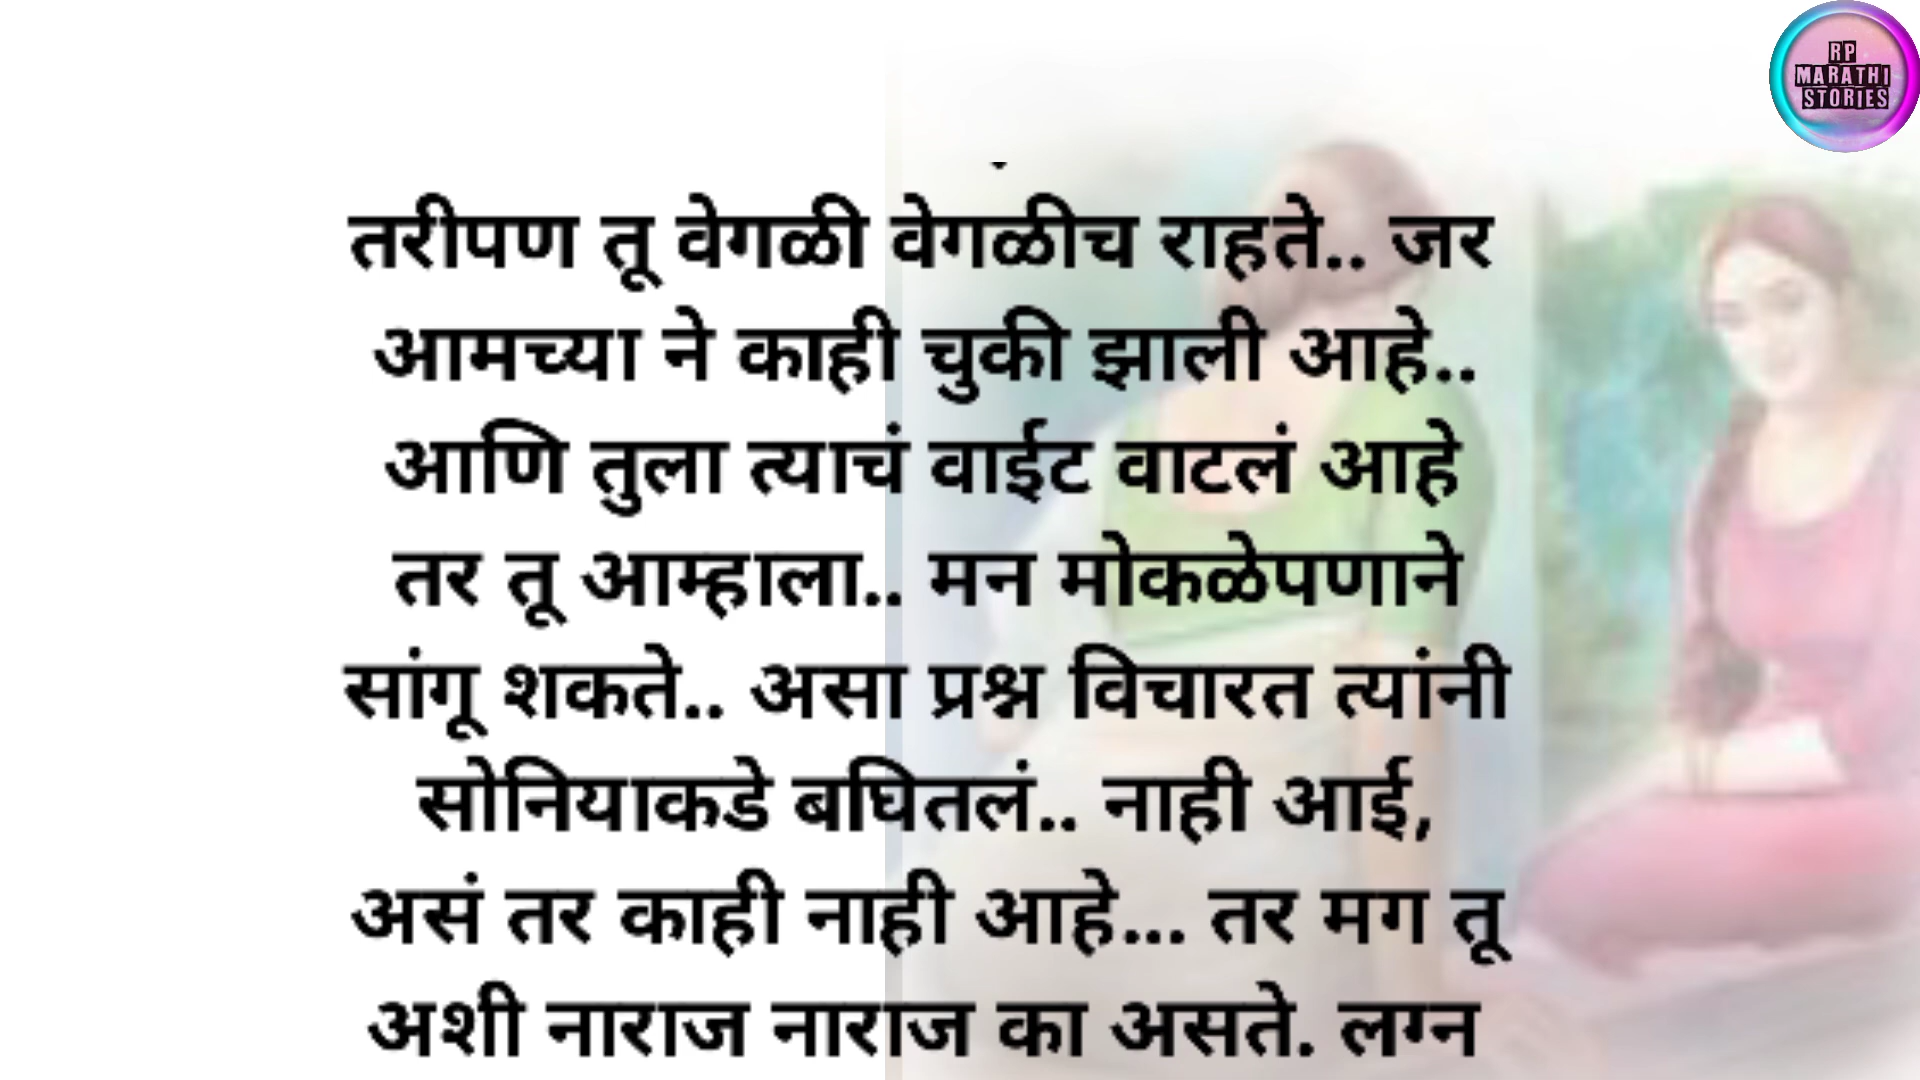 RP
MARATHI
STORIES
तरीपण तू वेगळी वेगळीच राहते.. जर
आमच्या ने काही चुकी झाली आहे..
आणि तुला त्याचं वाईट वाटलं आहे
तर तू आम्हाला.. मन मोकळेपणाने
सांगू शकते.. असा प्रश्न विचारत त्यांनी
सोनियाकडे बघितलं.. नाही आई,
असं तर काही नाही आहे... तर मग तू
अशी नाराज नाराज का असते. लग्न